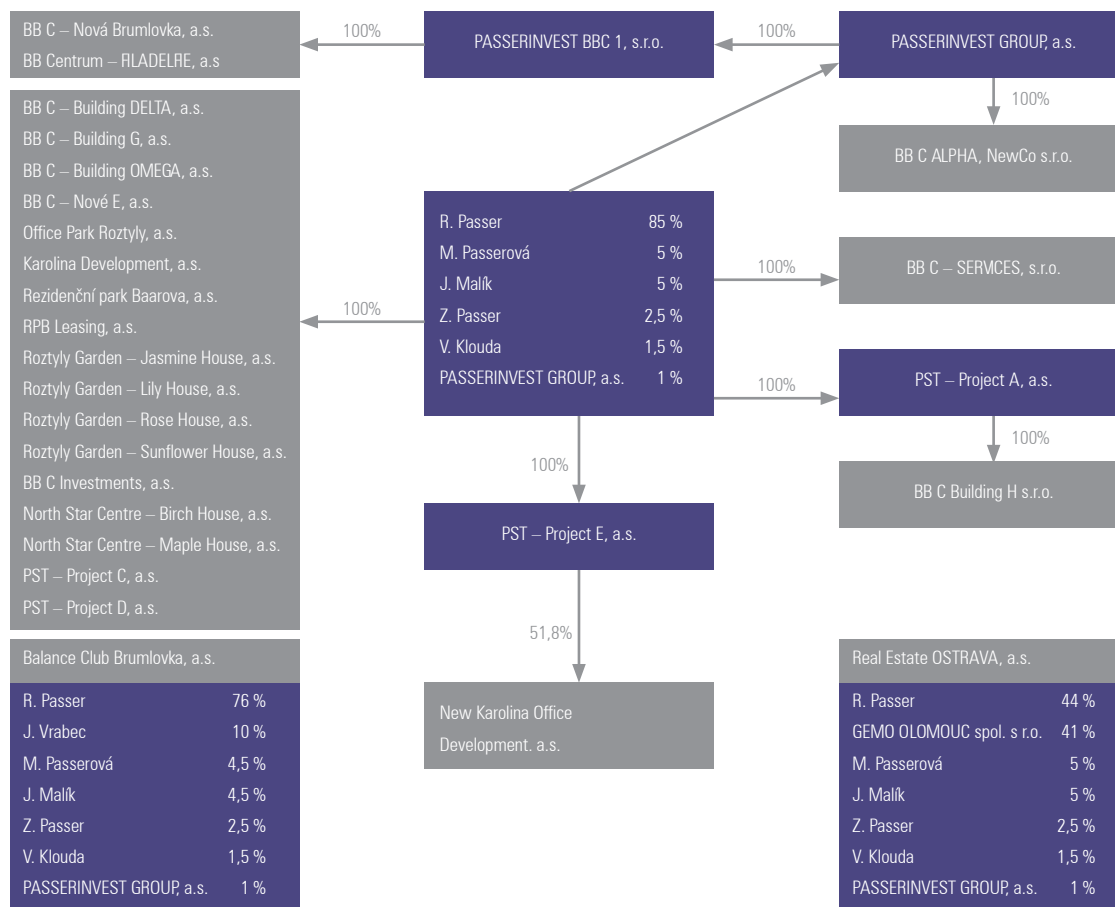 BB C – Nová Brumlovka, a.s.
BB Centrum – FILADELFIE, a.s
100%
PASSERINVEST BBC 1, s.r.o.
100%
PASSERINVEST GROUP, a.s.
100%
BB C ALPHA, NewCo s.r.o.
BB C – Building DELTA, a.s.
BB C – Building G, a.s.
BB C – Building OMEGA, a.s.
BB C – Nové E, a.s.
Office Park Roztyly, a.s.
Karolina Development, a.s.
Rezidenční park Baarova, a.s.
RPB Leasing, a.s.
Roztyly Garden – Jasmine House, a.s.
Roztyly Garden – Lily House, a.s.
Roztyly Garden – Rose House, a.s.
Roztyly Garden – Sunflower House, a.s.
BB C Investments, a.s.
North Star Centre – Birch House, a.s.
North Star Centre – Maple House, a.s.
PST – Project C, a.s.
PST – Project D, a.s.
100%
R. Passer 85 %
M. Passerová 5 %
J. Malík 5 %
Z. Passer 2,5 %
V. Klouda 1,5 %
PASSERINVEST GROUP, a.s. 1 %
100%
BB C – SERVICES, s.r.o.
100%
PST – Project A, a.s.
100%
BB C Building H s.r.o.
100%
PST – Project E, a.s.
51,8%
New Karolina Office
Development. a.s.
Balance Club Brumlovka, a.s.
R. Passer 76 %
J. Vrabec 10 %
M. Passerová 4,5 %
J. Malík 4,5 %
Z. Passer 2,5 %
V. Klouda 1,5 %
PASSERINVEST GROUP, a.s. 1 %
Real Estate OSTRAVA, a.s.
R. Passer 44 %
GEMO OLOMOUC spol. s r.o. 41 %
M. Passerová 5 %
J. Malík 5 %
Z. Passer 2,5 %
V. Klouda 1,5 %
PASSERINVEST GROUP, a.s. 1 %